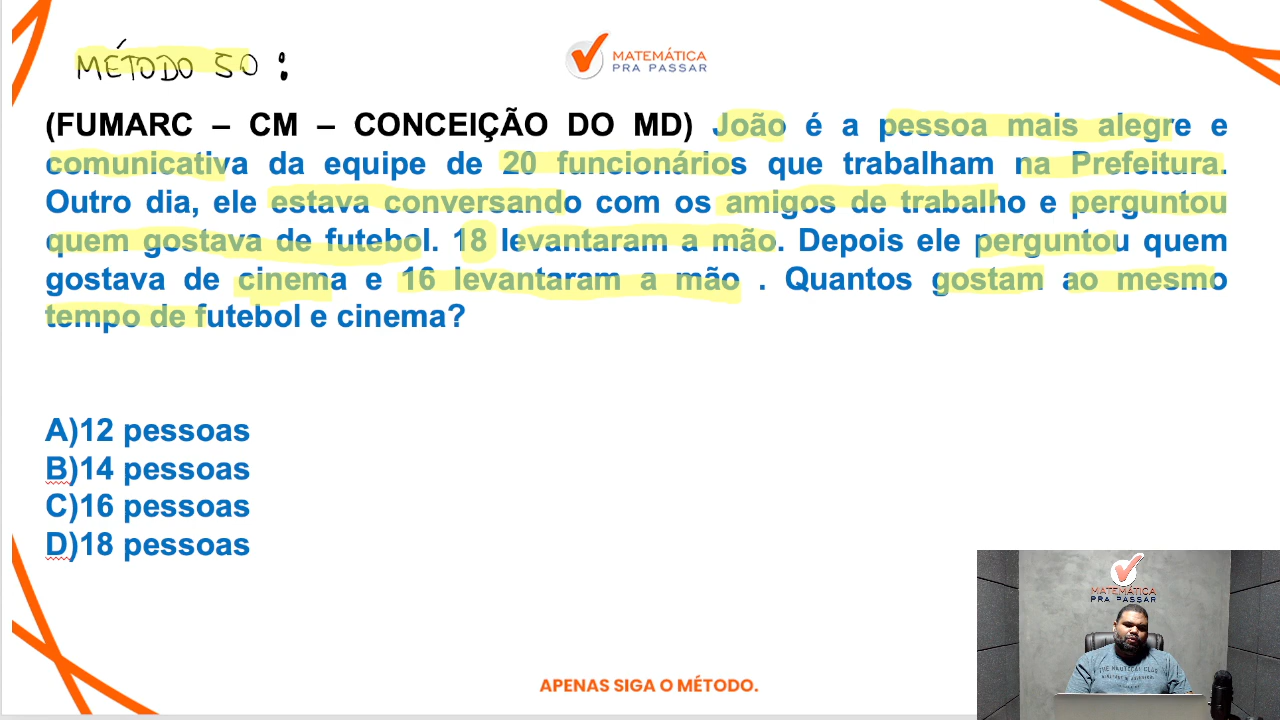 MÉTODO 50 :
MATEMÁTICA
PRA PASSAR
(FUMARC – CM – CONCEIÇÃO DO MD) João é a pessoa mais alegre e
comunicativa da equipe de 20 funcionários que trabalham na Prefeitura.
Outro dia, ele estava conversando com os amigos de trabalho e perguntou
quem gostava de futebol. 18 levantaram a mão. Depois ele perguntou quem
gostava de cinema e 16 levantaram a mão . Quantos gostam ao mesmo
tempo de futebol e cinema?
A)12 pessoas
B)14 pessoas
C)16 pessoas
D)18 pessoas
MATEMÁTICA
PRA PASSAR
APENAS SIGA O MÉTODO.